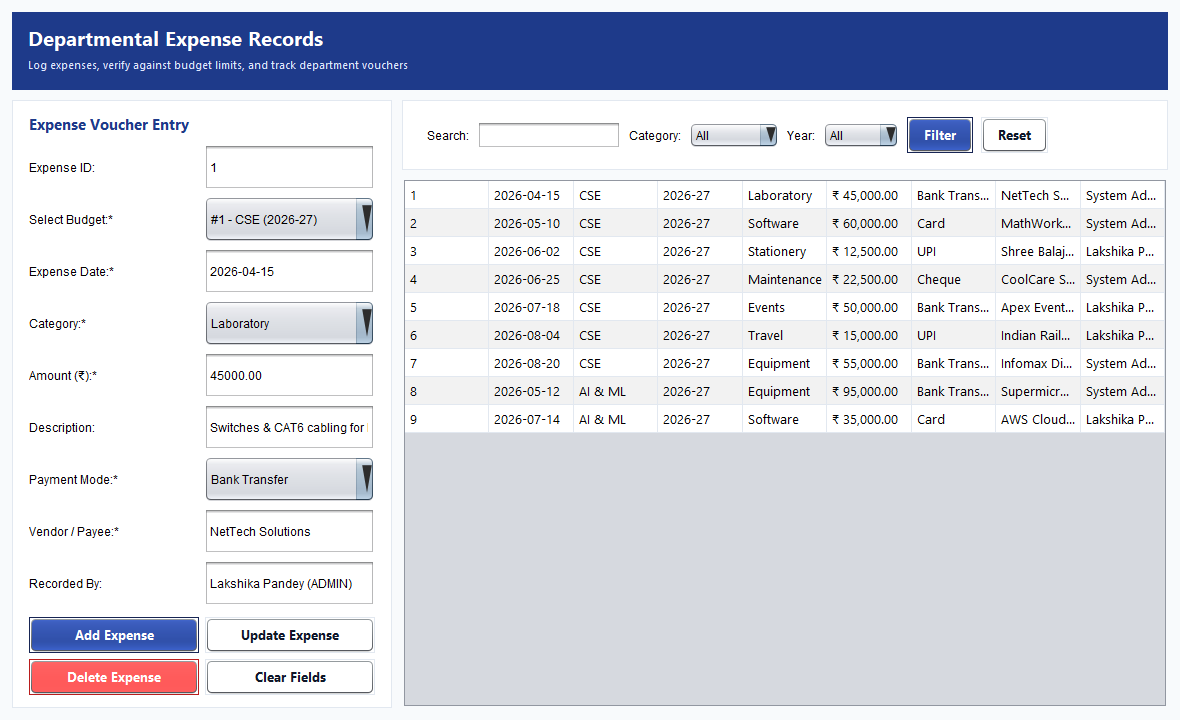 Departmental Expense Records
Log expenses, verify against budget limits, and track department vouchers
Expense Voucher Entry
Expense ID: 1
Select Budget:* #1 - CSE (2026-27)
Expense Date:* 2026-04-15
Category:* Laboratory
Amount (₹):* 45000.00
Description: Switches & CAT6 cabling for
Payment Mode:* Bank Transfer
Vendor / Payee:* NetTech Solutions
Recorded By: Lakshika Pandey (ADMIN)
Add Expense Update Expense
Delete Expense Clear Fields
Search: Category: All Year: All Filter Reset
1 2026-04-15 CSE 2026-27 Laboratory ₹ 45,000.00 Bank Trans... NetTech S... System Ad...
2 2026-05-10 CSE 2026-27 Software ₹ 60,000.00 Card MathWork... System Ad...
3 2026-06-02 CSE 2026-27 Stationery ₹ 12,500.00 UPI Shree Balaj... Lakshika P...
4 2026-06-25 CSE 2026-27 Maintenance ₹ 22,500.00 Cheque CoolCare S... System Ad...
5 2026-07-18 CSE 2026-27 Events ₹ 50,000.00 Bank Trans... Apex Event... Lakshika P...
6 2026-08-04 CSE 2026-27 Travel ₹ 15,000.00 UPI Indian Rail... Lakshika P...
7 2026-08-20 CSE 2026-27 Equipment ₹ 55,000.00 Bank Trans... Infomax Di... System Ad...
8 2026-05-12 AI & ML 2026-27 Equipment ₹ 95,000.00 Bank Trans... Supermicr... System Ad...
9 2026-07-14 AI & ML 2026-27 Software ₹ 35,000.00 Card AWS Cloud... Lakshika P...